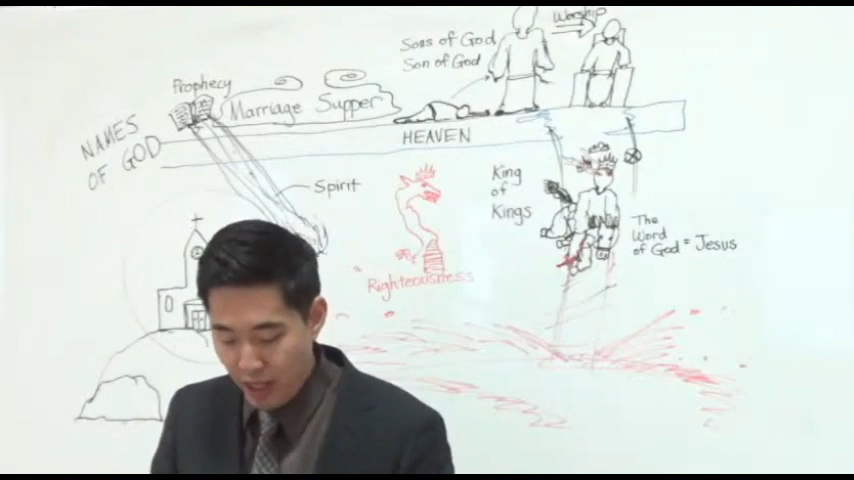 Worship
Sons of God
Son of God
Prophecy
Marriage Supper
NAMES
OF GOD
HEAVEN
Spirit
King
of
Kings
The
Word
of God = Jesus
Righteousness